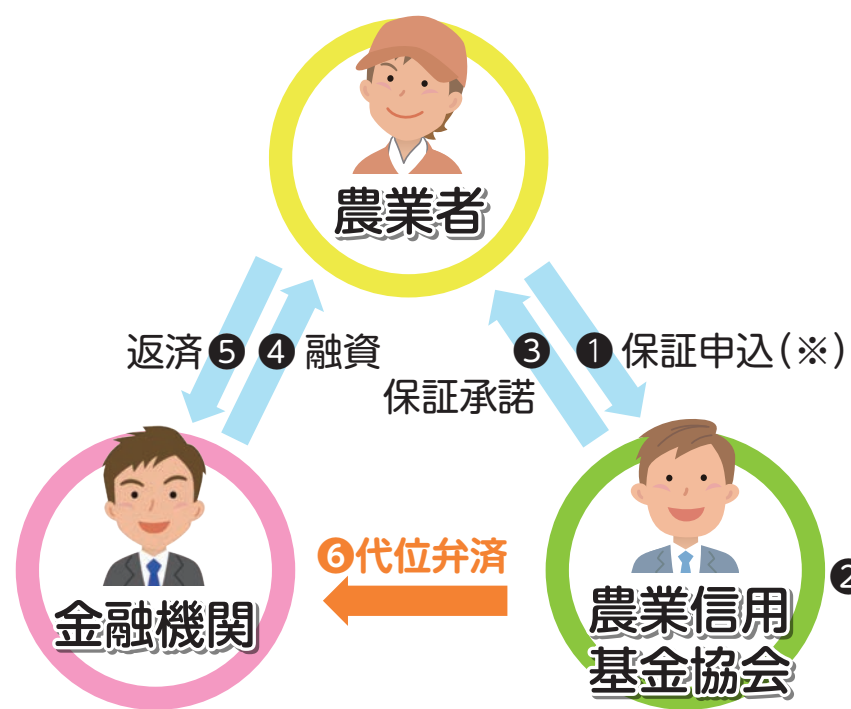 農業者
返済❺ ❹融資
❸ ❶保証申込(※)
保証承諾
❻代位弁済
❷
金融機関
農業信用
基金協会